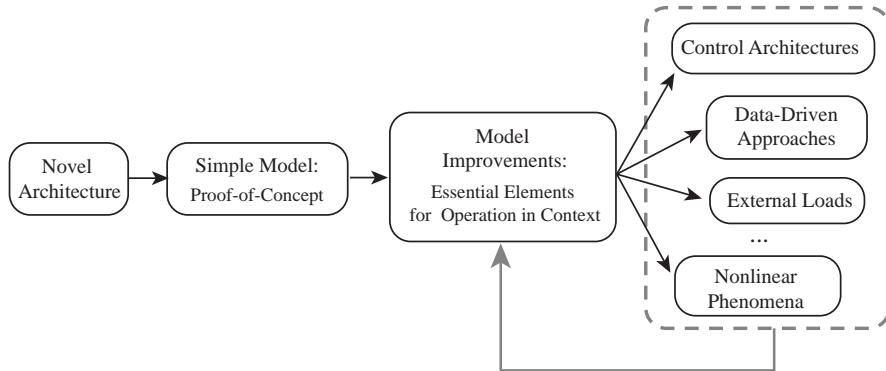 Novel
Architecture
Simple Model:
Proof-of-Concept
Model
Improvements:
Essential Elements
for Operation in Context
Control Architectures
Data-Driven
Approaches
External Loads
...
Nonlinear
Phenomena